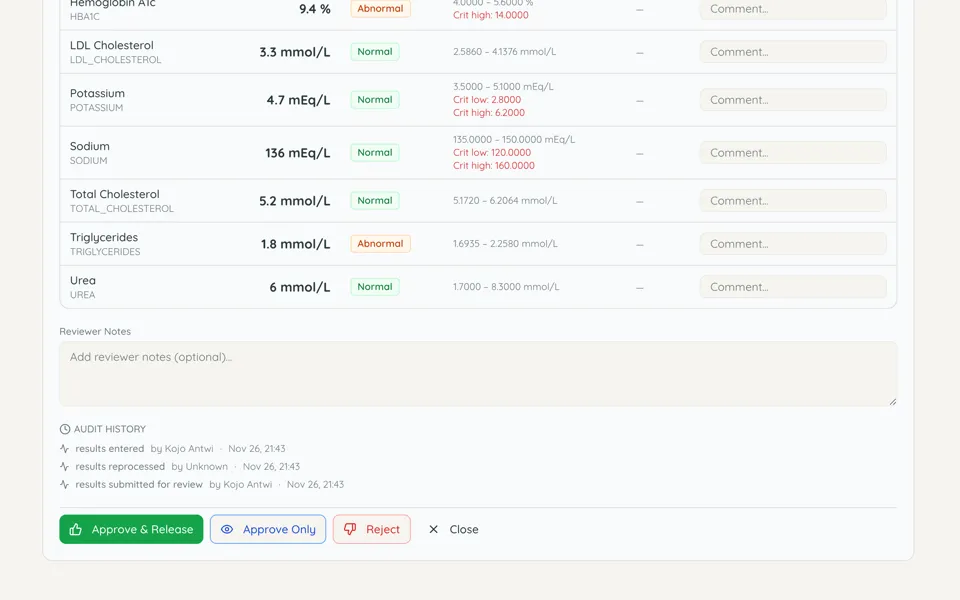 Hemoglobin A1c 9.4 % Abnormal 4.0000 – 5.6000 % — Comment...
HBA1C Crit high: 14.0000
LDL Cholesterol 3.3 mmol/L Normal 2.5860 – 4.1376 mmol/L — Comment...
LDL_CHOLESTEROL
Potassium 4.7 mEq/L Normal 3.5000 – 5.1000 mEq/L — Comment...
POTASSIUM Crit low: 2.8000
Crit high: 6.2000
Sodium 136 mEq/L Normal 135.0000 – 150.0000 mEq/L — Comment...
SODIUM Crit low: 120.0000
Crit high: 160.0000
Total Cholesterol 5.2 mmol/L Normal 5.1720 – 6.2064 mmol/L — Comment...
TOTAL_CHOLESTEROL
Triglycerides 1.8 mmol/L Abnormal 1.6935 – 2.2580 mmol/L — Comment...
TRIGLYCERIDES
Urea 6 mmol/L Normal 1.7000 – 8.3000 mmol/L — Comment...
UREA
Reviewer Notes
Add reviewer notes (optional)...
AUDIT HISTORY
results entered by Kojo Antwi · Nov 26, 21:43
results reprocessed by Unknown · Nov 26, 21:43
results submitted for review by Kojo Antwi · Nov 26, 21:43
Approve & Release Approve Only Reject Close